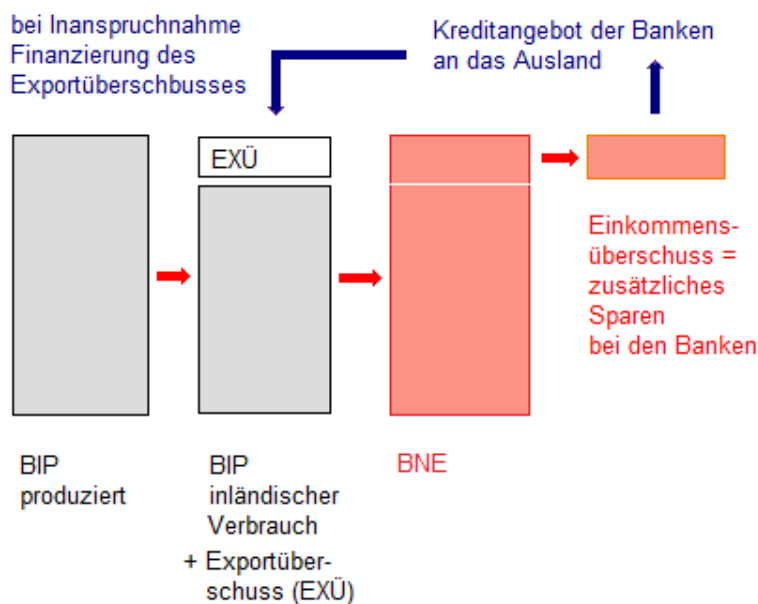 bei Inanspruchnahme
Finanzierung des
Exportüberschbusses
Kreditangebot der Banken
an das Ausland
EXÜ
Einkommens-
überschuss =
zusätzliches
Sparen
bei den Banken
BIP
produziert
BIP
inländischer
Verbrauch
+ Exportüber-
schuss (EXÜ)
BNE